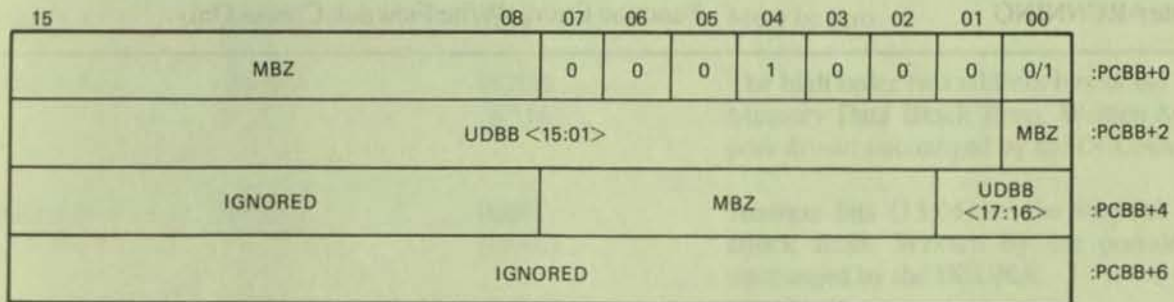 15 08 07 06 05 04 03 02 01 00
MBZ 0 0 0 1 0 0 0 0/1 :PCBB+0
UDBB <15:01> MBZ :PCBB+2
IGNORED MBZ UDBB <17:16> :PCBB+4
IGNORED :PCBB+6